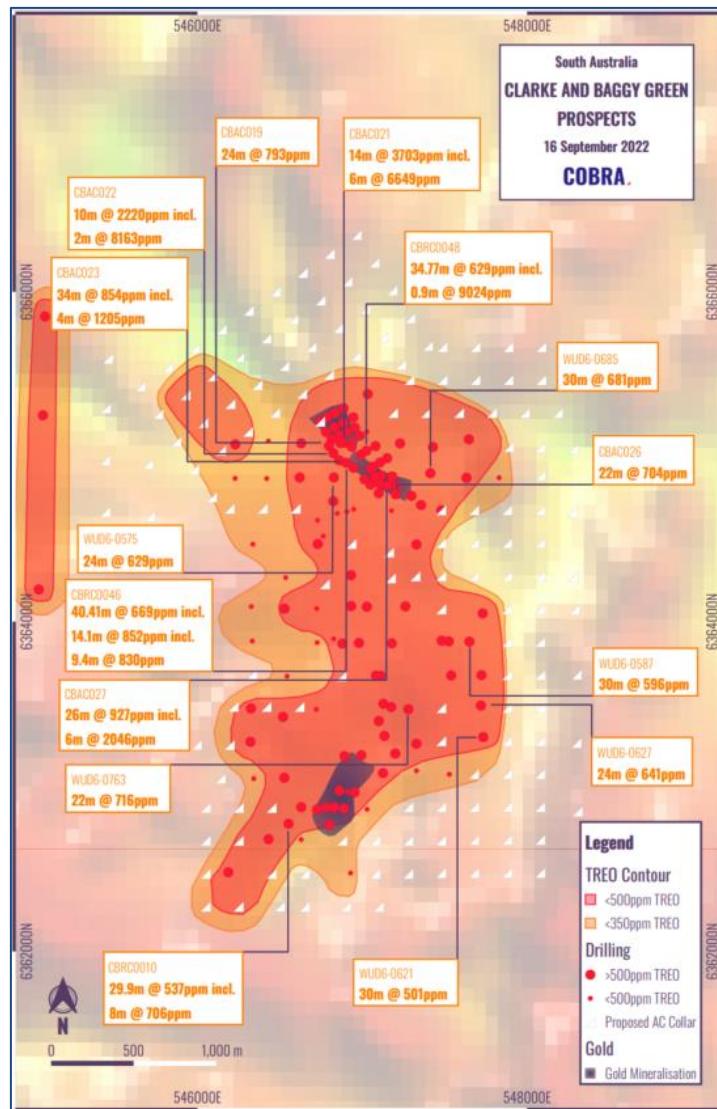 546000E
548000E
South Australia
CLARKE AND BAGGY GREEN
PROSPECTS
16 September 2022
COBRA.
CBAC019
24m @ 793ppm
CBAC021
14m @ 3703ppm incl.
6m @ 6649ppm
CBAC022
10m @ 2220ppm incl.
2m @ 8163ppm
CBRC0048
34.77m @ 629ppm incl.
0.9m @ 9024ppm
CBAC023
34m @ 854ppm incl.
4m @ 1205ppm
6366000N
6366000N
WUD6-0685
30m @ 681ppm
CBAC026
22m @ 704ppm
WUD6-0575
24m @ 629ppm
CBRC0046
40.41m @ 669ppm incl.
14.1m @ 852ppm incl.
9.4m @ 830ppm
6364000N
6364000N
WUD6-0587
30m @ 596ppm
CBAC027
26m @ 927ppm incl.
6m @ 2046ppm
WUD6-0627
24m @ 641ppm
WUD6-0763
22m @ 716ppm
Legend
TREO Contour
<500ppm TREO
<350ppm TREO
Drilling
>500ppm TREO
<500ppm TREO
Proposed AC Collar
Gold
Gold Mineralisation
6362000N
6362000N
CBRC0010
29.9m @ 537ppm incl.
8m @ 706ppm
WUD6-0621
30m @ 501ppm
N
0 500 1,000 m
546000E
548000E